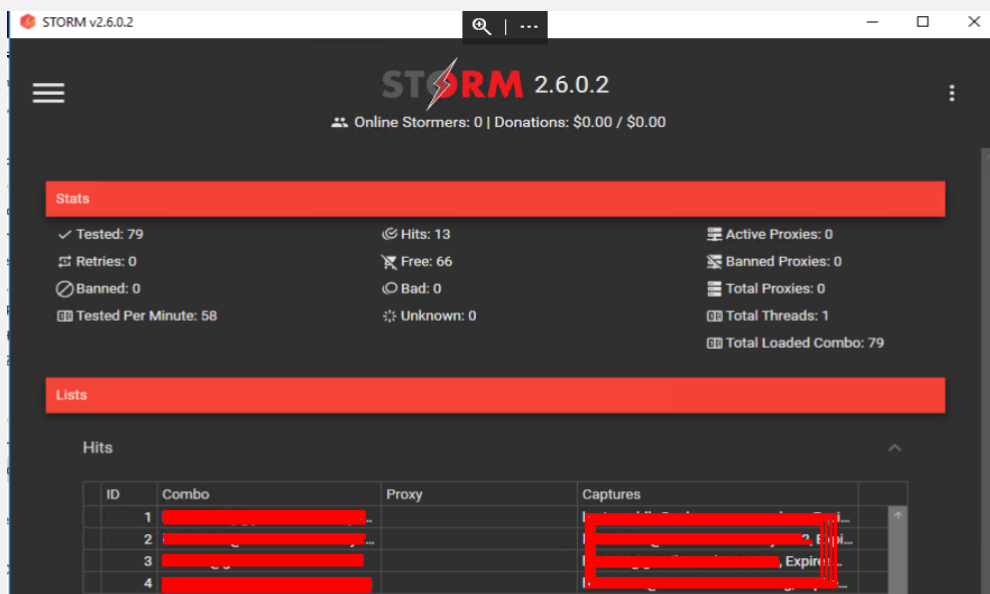 STORM v2.6.0.2
STORM 2.6.0.2
Online Stormers: 0 | Donations: $0.00 / $0.00
Stats
Tested: 79
Hits: 13
Active Proxies: 0
Retries: 0
Free: 66
Banned Proxies: 0
Banned: 0
Bad: 0
Total Proxies: 0
Tested Per Minute: 58
Unknown: 0
Total Threads: 1
Total Loaded Combo: 79
Lists
Hits
ID Combo Proxy Captures
1
2
3 , Expires...
4